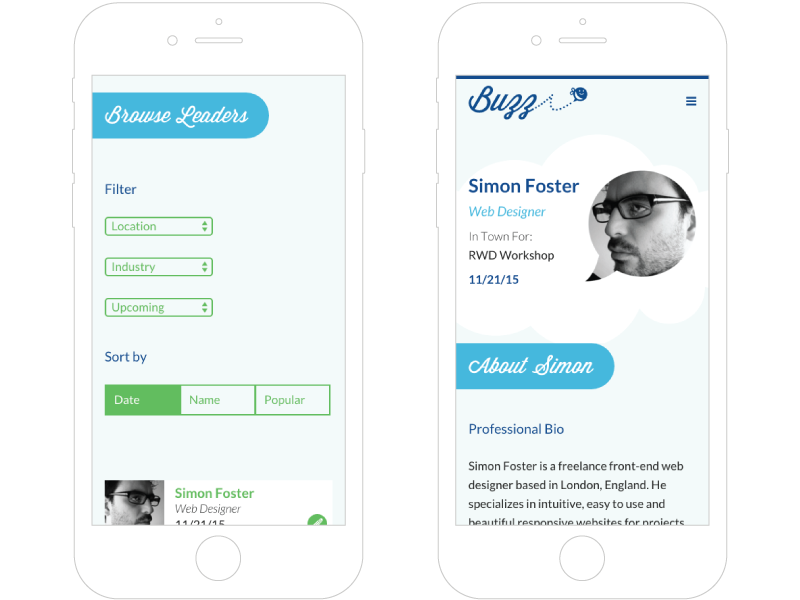 Browse Leaders
Filter
Location
Industry
Upcoming
Sort by
Date
Name
Popular
Simon Foster
Web Designer
11/21/15
Buzz
Simon Foster
Web Designer
In Town For:
RWD Workshop
11/21/15
About Simon
Professional Bio
Simon Foster is a freelance front-end web
designer based in London, England. He
specializes in intuitive, easy to use and
beautiful responsive websites for projects